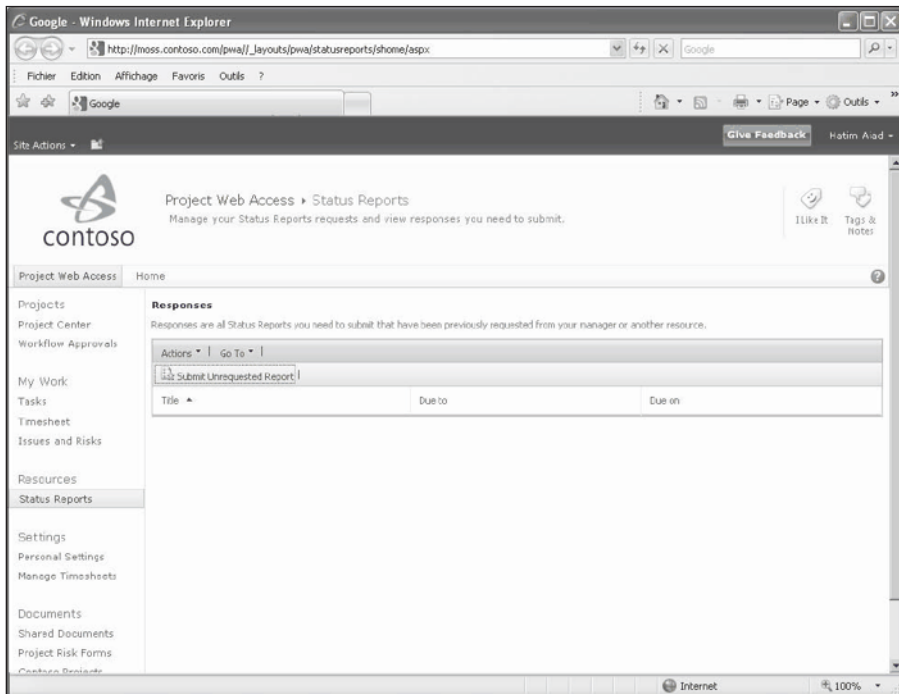 Google - Windows Internet Explorer
http://moss.contoso.com/pwa//_layouts/pwa/statusreports/shome/aspx
Google
Fichier Edition Affichage Favoris Outils ?
Google
Page Outils »
Give Feedback Hatim Aiad
Site Actions
contoso
Project Web Access Status Reports
Manage your Status Reports requests and view responses you need to submit.
I Like It
Tags & Notes
Project Web Access Home
Projects
Project Center
Workflow Approvals
My Work
Tasks
Timesheet
Issues and Risks
Resources
Status Reports
Settings
Personal Settings
Manage Timesheets
Documents
Shared Documents
Project Risk Forms
Contoso Projects
Responses
Responses are all Status Reports you need to submit that have been previously requested from your manager or another resource.
Actions | Go To |
Submit Unrequested Report |
Title Due to Due on
Internet 100%